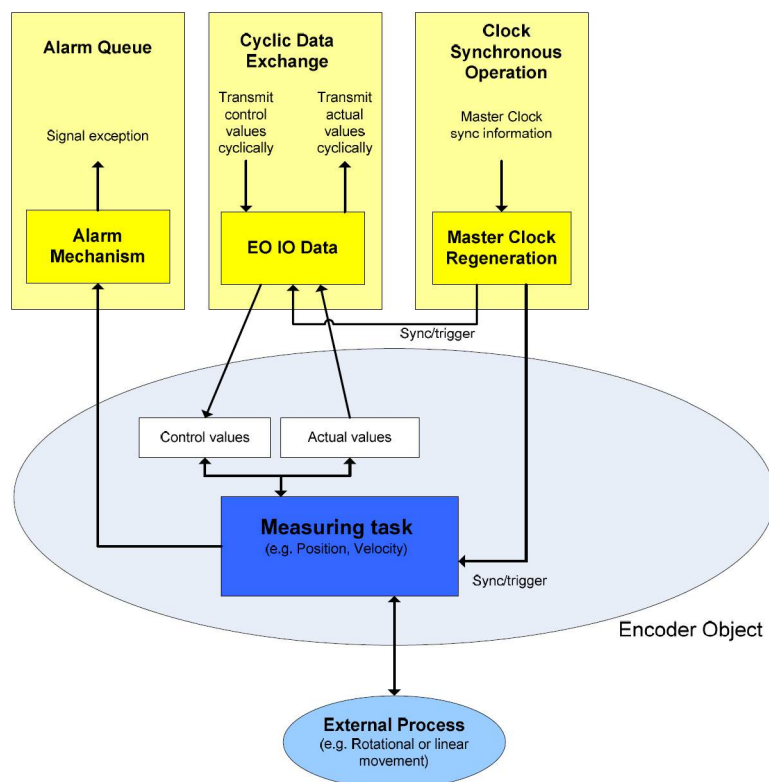 Alarm Queue
Signal exception
Alarm
Mechanism
Cyclic Data
Exchange
Transmit
control
values
cyclically
Transmit
actual
values
cyclically
EO IO Data
Clock
Synchronous
Operation
Master Clock
sync information
Master Clock
Regeneration
Sync/trigger
Control values
Actual values
Measuring task
(e.g. Position, Velocity)
Sync/trigger
Encoder Object
External Process
(e.g. Rotational or linear
movement)